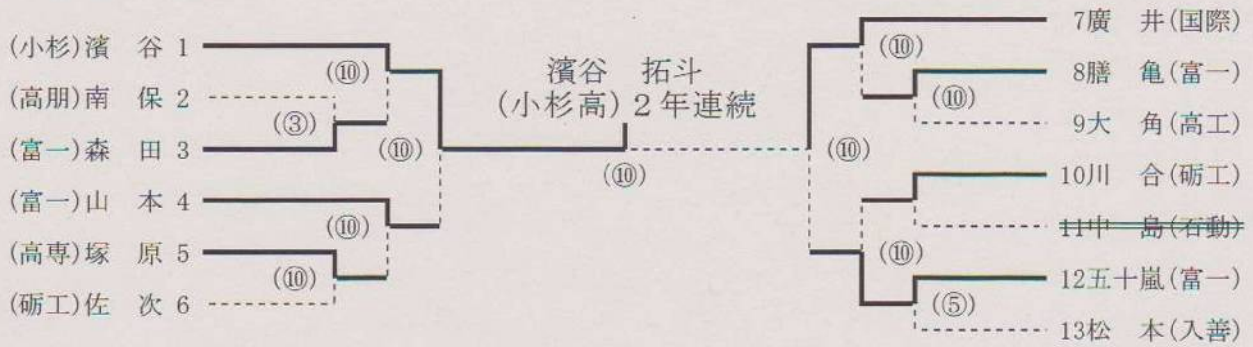 (小杉)濱　谷 1
(⑩)
(高朋)南　保 2
(③)
(富一)森　田 3
(⑩)
(富一)山　本 4
(⑩)
(高専)塚　原 5
(⑩)
(砺工)佐　次 6
濱谷　拓斗
(小杉高) 2年連続
(⑩)
7廣　井(国際)
(⑩)
8膳　亀(富一)
(⑩)
9大　角(高工)
(⑩)
10川　合(砺工)
11中　島(石動)
(⑩)
12五十嵐(富一)
(⑤)
13松　本(入善)